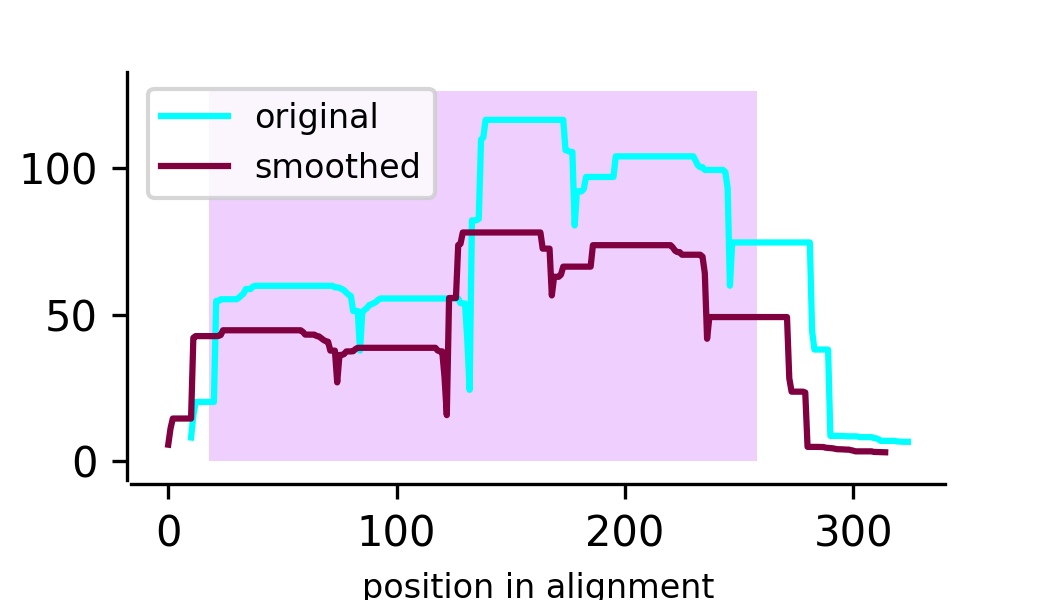 original
smoothed
100
50
0
0 100 200 300
position in alignment